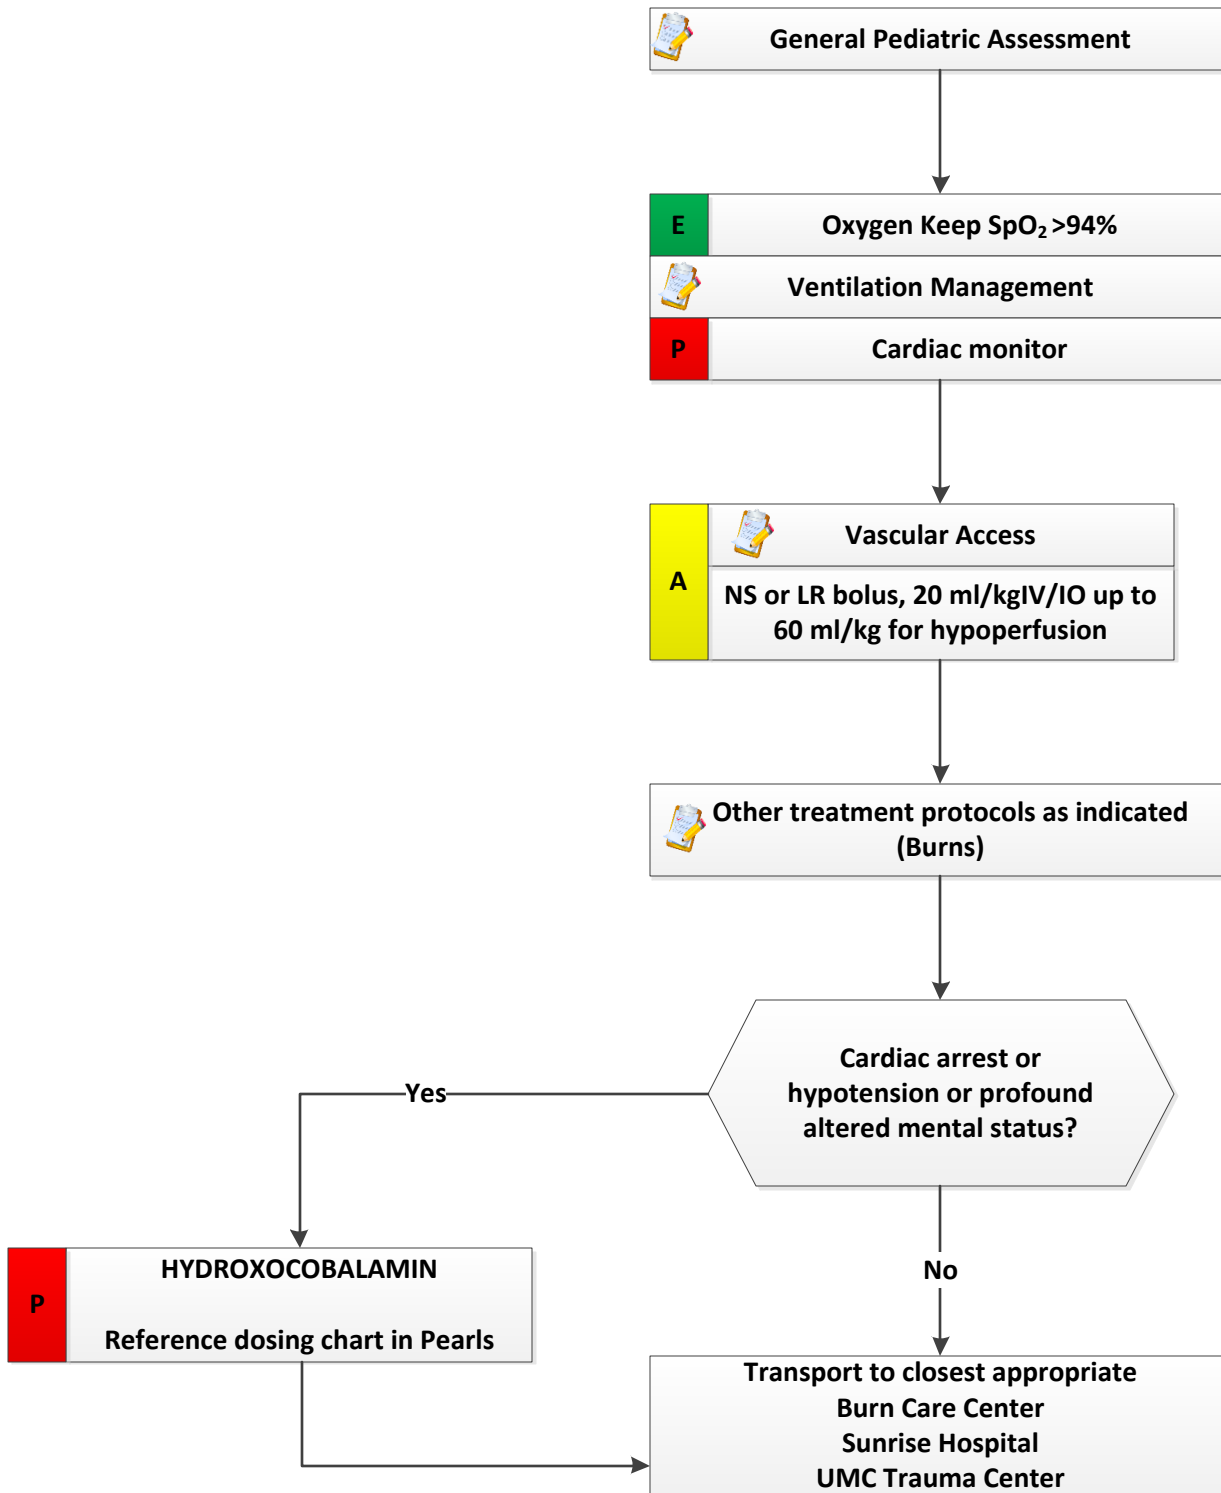 General Pediatric Assessment
E
Oxygen Keep SpO₂ >94%
Ventilation Management
P
Cardiac monitor
A
Vascular Access
NS or LR bolus, 20 ml/kgIV/IO up to
60 ml/kg for hypoperfusion
Other treatment protocols as indicated
(Burns)
Cardiac arrest or
hypotension or profound
altered mental status?
Yes
No
P
HYDROXOCOBALAMIN
Reference dosing chart in Pearls
Transport to closest appropriate
Burn Care Center
Sunrise Hospital
UMC Trauma Center